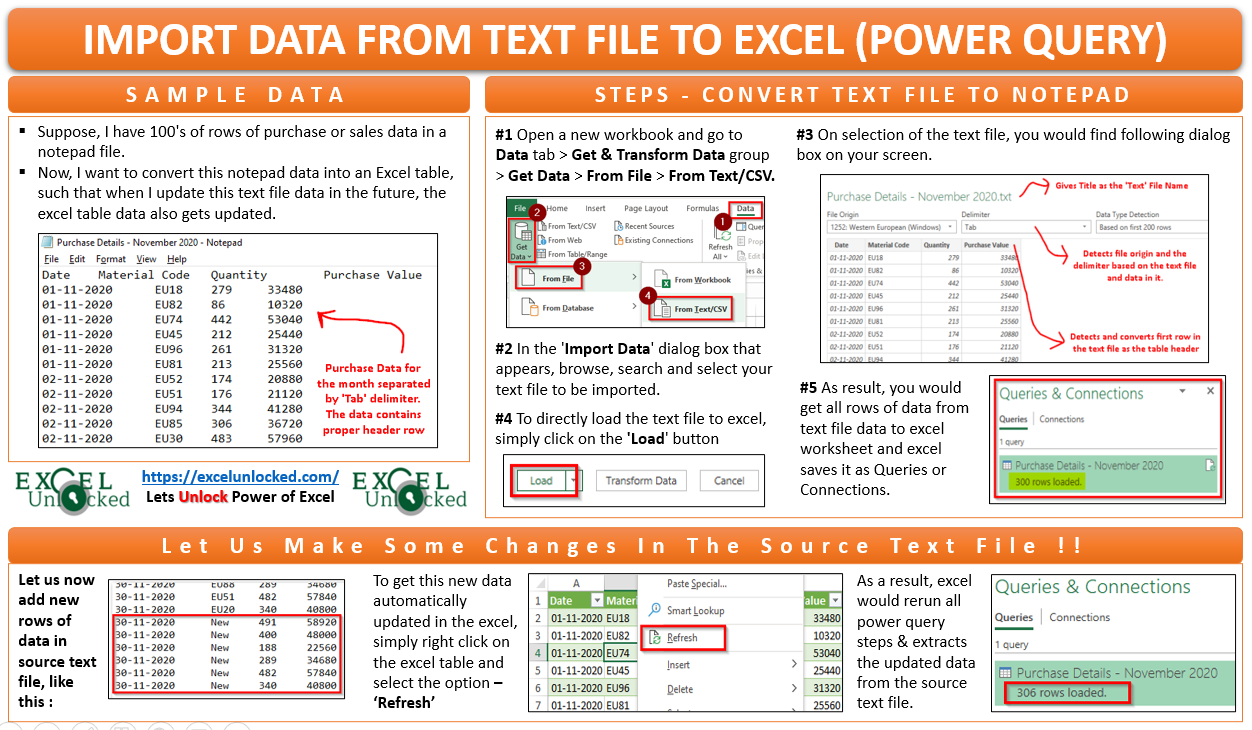 IMPORT DATA FROM TEXT FILE TO EXCEL (POWER QUERY)
SAMPLE DATA
▪ Suppose, I have 100's of rows of purchase or sales data in a
notepad file.
▪ Now, I want to convert this notepad data into an Excel table,
such that when I update this text file data in the future, the
excel table data also gets updated.
Purchase Details - November 2020 - Notepad
File Edit Format View Help
Date Material Code Quantity Purchase Value
01-11-2020 EU18 279 33480
01-11-2020 EU82 86 10320
01-11-2020 EU74 442 53040
01-11-2020 EU45 212 25440
01-11-2020 EU96 261 31320
01-11-2020 EU81 213 25560
02-11-2020 EU52 174 20880
02-11-2020 EU51 176 21120
02-11-2020 EU94 344 41280
02-11-2020 EU85 306 36720
02-11-2020 EU30 483 57960
Purchase Data for
the month separated
by 'Tab' delimiter.
The data contains
proper header row
EXCEL
Unlocked
https://excelunlocked.com/
Lets Unlock Power of Excel
EXCEL
Unlocked
STEPS - CONVERT TEXT FILE TO NOTEPAD
#1 Open a new workbook and go to
Data tab > Get & Transform Data group
> Get Data > From File > From Text/CSV.
File Home Insert Page Layout Formulas Data
2
1
Get
Data
From Text/CSV
From Web
From Table/Range
Recent Sources
Existing Connections
Refresh
All
Quer
Prop
Edit
3
From File
From Database
4
From Workbook
From Text/CSV
#2 In the 'Import Data' dialog box that
appears, browse, search and select your
text file to be imported.
#4 To directly load the text file to excel,
simply click on the 'Load' button
Load Transform Data Cancel
#3 On selection of the text file, you would find following dialog
box on your screen.
Purchase Details - November 2020.txt
Gives Title as the 'Text' File Name
File Origin Delimiter Data Type Detection
1252: Western European (Windows) Tab Based on first 200 rows
Date Material Code Quantity Purchase Value
01-11-2020 EU18 279 33480
01-11-2020 EU82 86 10320
01-11-2020 EU74 442 53040
01-11-2020 EU45 212 25440
01-11-2020 EU96 261 31320
01-11-2020 EU81 213 25560
02-11-2020 EU52 174 20880
02-11-2020 EU51 176 21120
02-11-2020 EU94 344 41280
Detects file origin and the
delimiter based on the text file
and data in it.
Detects and converts first row in
the text file as the table header
#5 As result, you would
get all rows of data from
text file data to excel
worksheet and excel
saves it as Queries or
Connections.
Queries & Connections
Queries Connections
1 query
Purchase Details - November 2020
300 rows loaded.
Let Us Make Some Changes In The Source Text File !!
Let us now
add new
rows of
data in
source text
file, like
this :
30-11-2020 EU88 289 34680
30-11-2020 EU51 482 57840
30-11-2020 EU20 340 40800
30-11-2020 New 491 58920
30-11-2020 New 400 48000
30-11-2020 New 188 22560
30-11-2020 New 289 34680
30-11-2020 New 482 57840
30-11-2020 New 340 40800
To get this new data
automatically
updated in the excel,
simply right click on
the excel table and
select the option –
‘Refresh’
A
1 Date Materi alue
2 01-11-2020 EU18 33480
3 01-11-2020 EU82 10320
4 01-11-2020 EU74 53040
5 01-11-2020 EU45 25440
6 01-11-2020 EU96 31320
7 01-11-2020 EU81 25560
Paste Special...
Smart Lookup
Refresh
Insert
Delete
As a result, excel
would rerun all
power query
steps & extracts
the updated data
from the source
text file.
Queries & Connections
Queries Connections
1 query
Purchase Details - November 2020
306 rows loaded.